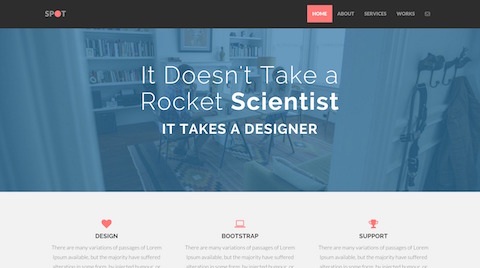 SPOT
HOME ABOUT SERVICES WORKS
It Doesn't Take a
Rocket Scientist
IT TAKES A DESIGNER
DESIGN
There are many variations of passages of Lorem
Ipsum available, but the majority have suffered
alteration in some form, by injected humour, or
BOOTSTRAP
There are many variations of passages of Lorem
Ipsum available, but the majority have suffered
alteration in some form, by injected humour, or
SUPPORT
There are many variations of passages of Lorem
Ipsum available, but the majority have suffered
alteration in some form, by injected humour, or